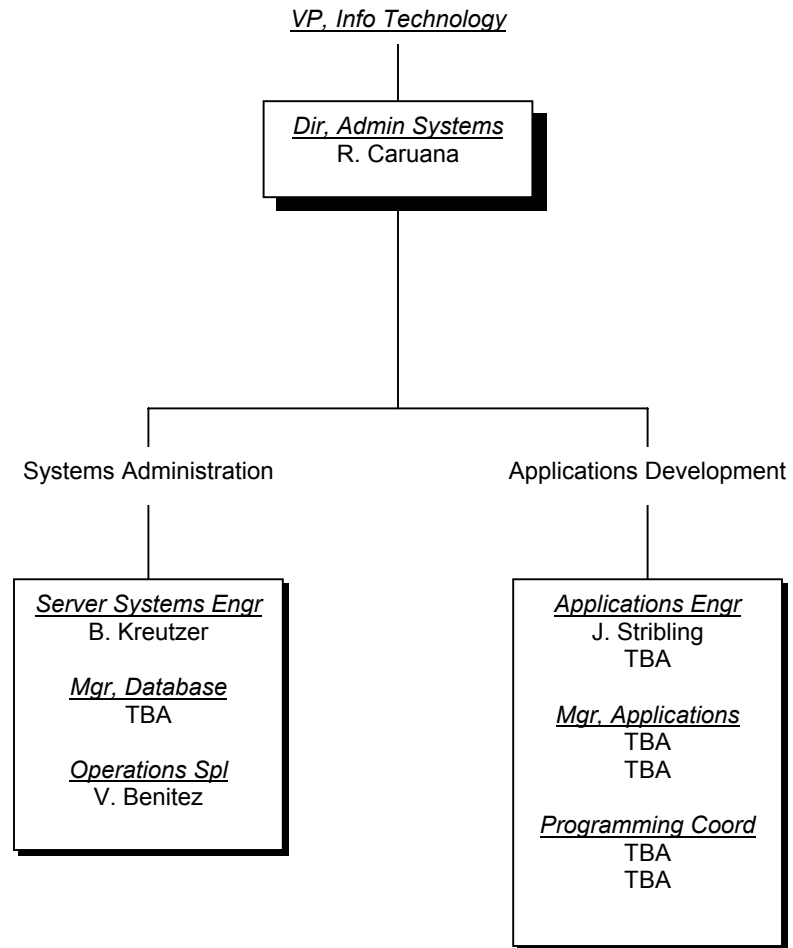 VP, Info Technology
Dir, Admin Systems
R. Caruana
Systems Administration
Server Systems Engr
B. Kreutzer
Mgr, Database
TBA
Operations Spl
V. Benitez
Applications Development
Applications Engr
J. Stribling
TBA
Mgr, Applications
TBA
TBA
Programming Coord
TBA
TBA